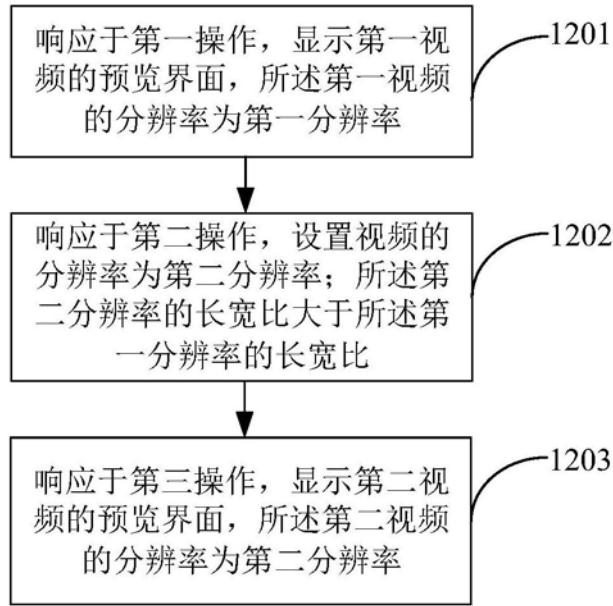 响应于第一操作，显示第一视
频的预览界面，所述第一视频
的分辨率为第一分辨率
1201
响应于第二操作，设置视频的
分辨率为第二分辨率；所述第
二分辨率的长宽比大于所述第
一分辨率的长宽比
1202
响应于第三操作，显示第二视
频的预览界面，所述第二视频
的分辨率为第二分辨率
1203